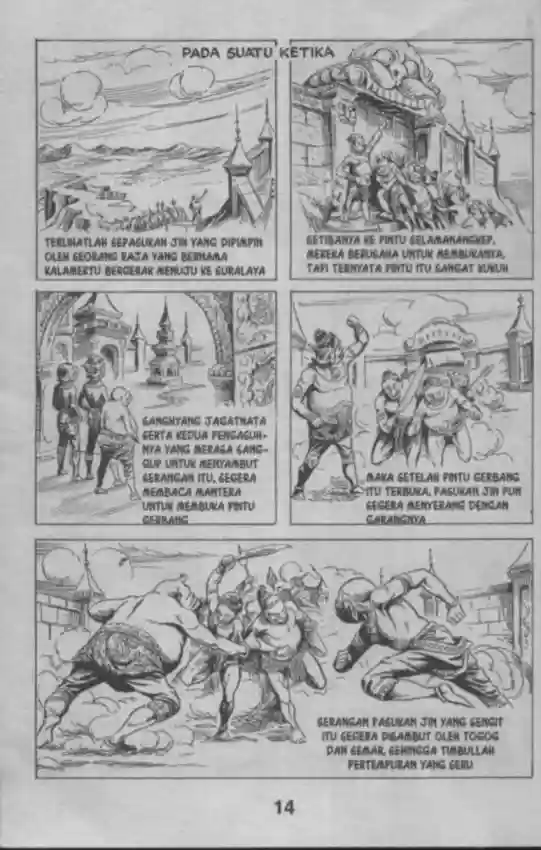 PADA SUATU KETIKA
TERLIHATLAH SEPASUKAN JIN YANG DIPIMPIN
OLEH SEORANG RAJA YANG BERNAMA
KALAMERTU BERGERAK MENUJU KE SURALAYA
SETIBANYA KE PINTU SELAMANANGKEP,
MEREKA BERUSAHA UNTUK MEMBUKANYA,
TAPI TERNYATA PINTU ITU SANGAT KUKUH
SANGHYANG JAGATNATA
SERTA KEDUA PENGASUH-
NYA YANG MERASA SANG-
GUP UNTUK MENYAMBUT
SERANGAN ITU, SEGERA
MEMBACA MANTERA
UNTUK MEMBUKA PINTU
GERBANG
MAKA SETELAH PINTU GERBANG
ITU TERBUKA, PASUKAN JIN PUN
SEGERA MENYERANG DENGAN
GARANGNYA
SERANGAN PASUKAN JIN YANG SENGIT
ITU SEGERA DISAMBUT OLEH TOGOG
DAN SEMAR, SEHINGGA TIMBULLAH
PERTEMPURAN YANG SERU
14